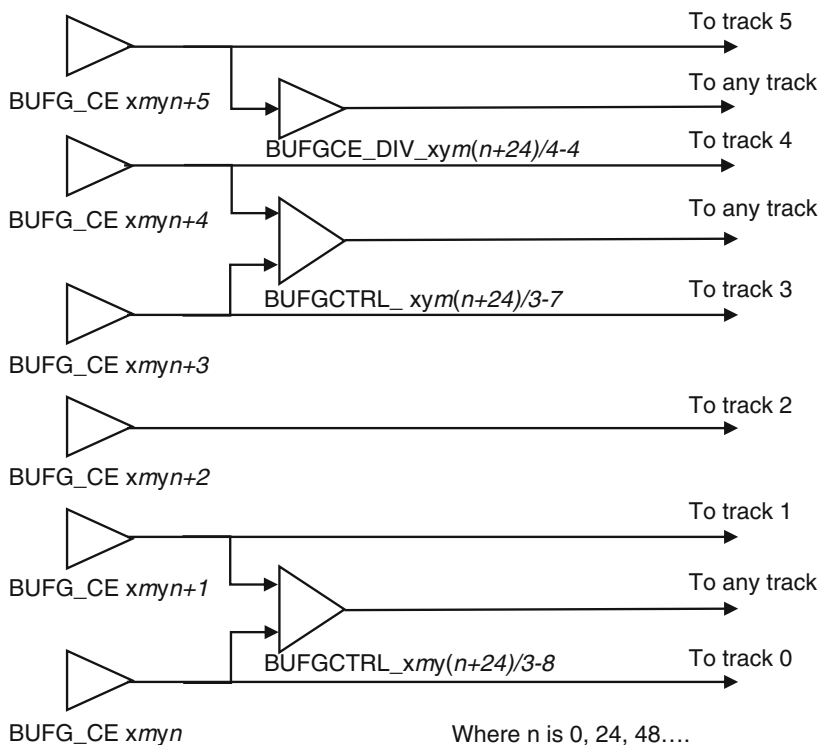 To track 5
BUFG_CE xmyn+5
To any track
BUFGCE_DIV_xym(n+24)/4-4
To track 4
BUFG_CE xmyn+4
To any track
BUFGCTRL_ xym(n+24)/3-7
To track 3
BUFG_CE xmyn+3
To track 2
BUFG_CE xmyn+2
To track 1
BUFG_CE xmyn+1
To any track
BUFGCTRL_xmy(n+24)/3-8
To track 0
BUFG_CE xmyn
Where n is 0, 24, 48....